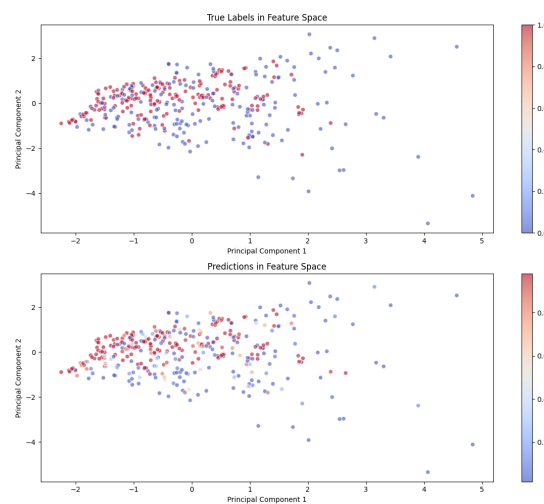 True Labels in Feature Space
1.0
2
0
−2
−4
Principal Component 2
−2 −1 0 1 2 3 4 5
Principal Component 1
Predictions in Feature Space
2
0
−2
−4
Principal Component 2
−2 −1 0 1 2 3 4 5
Principal Component 1